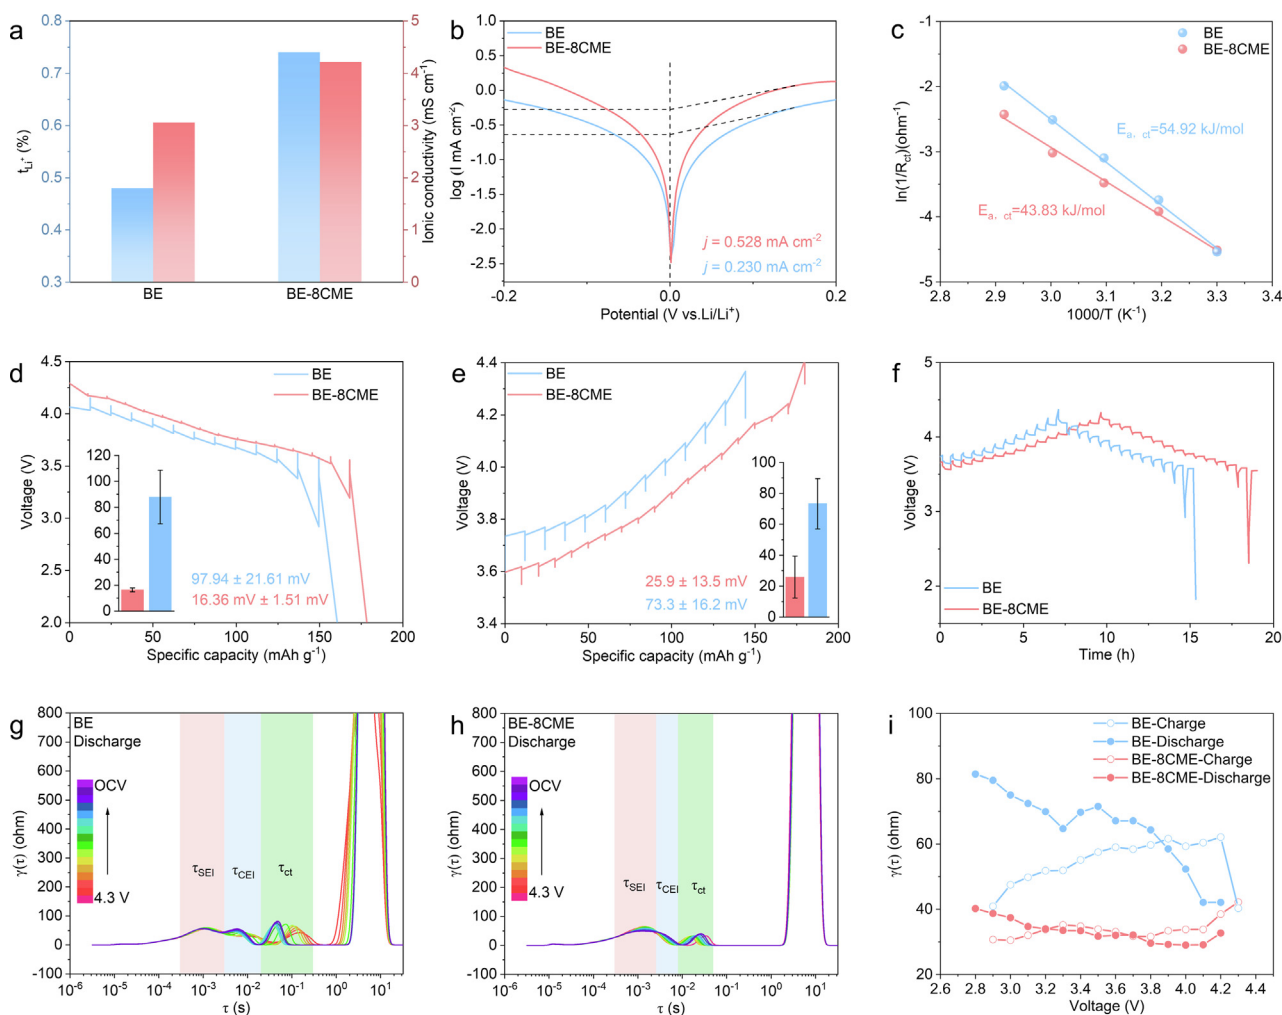 a
0.8
0.7
0.6
0.5
0.4
0.3
t_Li⁺ (%)
BE
BE-8CME
5
4
3
2
1
0
Ionic conductivity (mS cm⁻¹)
b
BE
BE-8CME
1.0
0.5
0.0
-0.5
-1.0
-1.5
-2.0
-2.5
log (I mA cm⁻²)
j = 0.528 mA cm⁻²
j = 0.230 mA cm⁻²
-0.2
0.0
0.2
Potential (V vs.Li/Li⁺)
c
BE
BE-8CME
-1
-2
-3
-4
-5
ln(1/R_ct)(ohm⁻¹)
E_a, ct=54.92 kJ/mol
E_a, ct=43.83 kJ/mol
2.8 2.9 3.0 3.1 3.2 3.3 3.4
1000/T (K⁻¹)
d
BE
BE-8CME
4.5
4.0
3.5
3.0
2.5
2.0
Voltage (V)
120
100
80
60
40
20
0
97.94 ± 21.61 mV
16.36 mV ± 1.51 mV
0 50 100 150 200
Specific capacity (mAh g⁻¹)
e
BE
BE-8CME
4.4
4.2
4.0
3.8
3.6
3.4
Voltage (V)
100
80
60
40
20
0
25.9 ± 13.5 mV
73.3 ± 16.2 mV
0 50 100 150 200
Specific capacity (mAh g⁻¹)
f
5
4
3
2
Voltage (V)
BE
BE-8CME
0 5 10 15 20
Time (h)
g
BE
Discharge
800
700
600
500
400
300
200
100
0
-100
γ(τ) (ohm)
OCV
4.3 V
τ_SEI
τ_CEI
τ_ct
10⁻⁶ 10⁻⁵ 10⁻⁴ 10⁻³ 10⁻² 10⁻¹ 10⁰ 10¹
τ (s)
h
BE-8CME
Discharge
800
700
600
500
400
300
200
100
0
-100
γ(τ) (ohm)
OCV
4.3 V
τ_SEI
τ_CEI
τ_ct
10⁻⁶ 10⁻⁵ 10⁻⁴ 10⁻³ 10⁻² 10⁻¹ 10⁰ 10¹
τ (s)
i
BE-Charge
BE-Discharge
BE-8CME-Charge
BE-8CME-Discharge
100
80
60
40
20
γ(τ) (ohm)
2.6 2.8 3.0 3.2 3.4 3.6 3.8 4.0 4.2 4.4
Voltage (V)